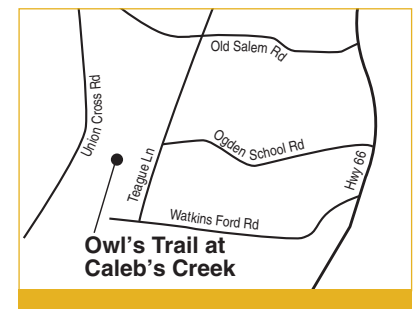 Old Salem Rd
Union Cross Rd
Ogden School Rd
Teague Ln
Hwy 66
Watkins Ford Rd
Owl's Trail at
Caleb's Creek